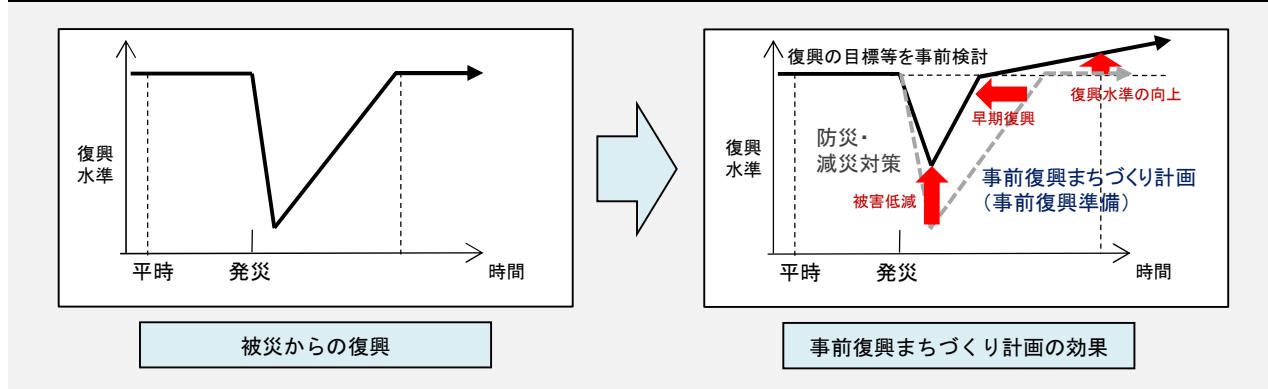 復興
水準
平時
発災
時間
被災からの復興
復興の目標等を事前検討
復興水準の向上
早期復興
防災・
減災対策
復興
水準
事前復興まちづくり計画
（事前復興準備）
被害低減
平時
発災
時間
事前復興まちづくり計画の効果